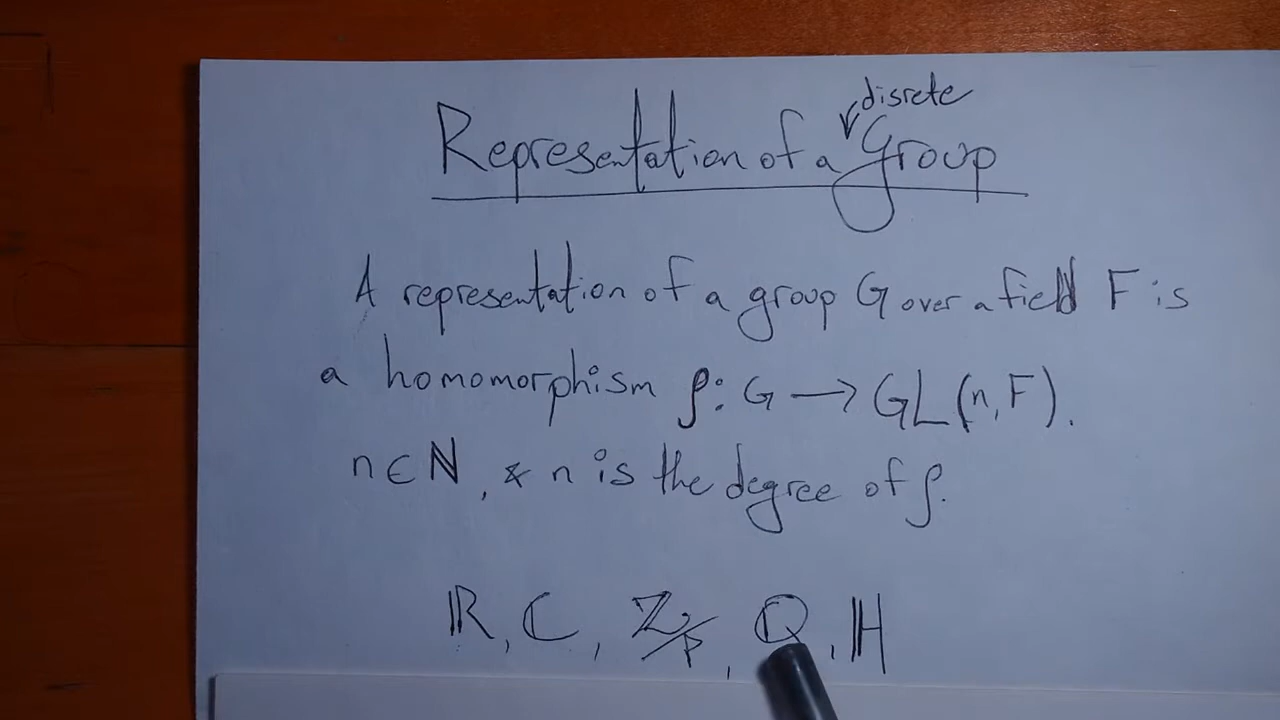 disrete
Representation of a Group
A representation of a group G over a field F is
a homomorphism ρ: G → GL(n, F).
n ∈ ℕ, & n is the degree of ρ.
ℝ, ℂ, ℤ/p, ℚ, ℍ